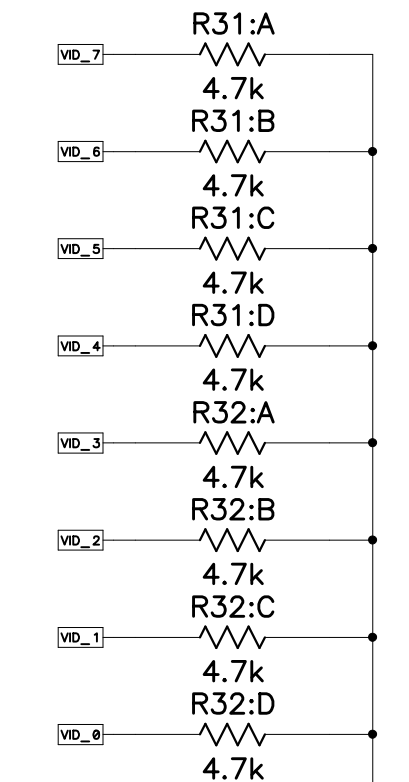 R31:A
VID_7
4.7k
R31:B
VID_6
4.7k
R31:C
VID_5
4.7k
R31:D
VID_4
4.7k
R32:A
VID_3
4.7k
R32:B
VID_2
4.7k
R32:C
VID_1
4.7k
R32:D
VID_0
4.7k